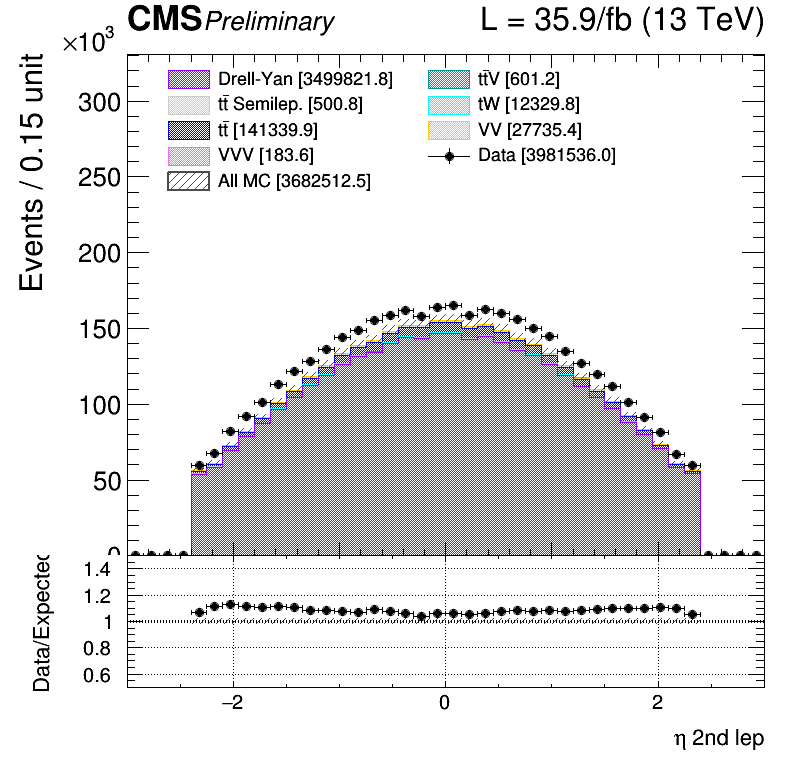 CMS Preliminary L = 35.9/fb (13 TeV)
×10³
Events / 0.15 unit
Drell-Yan [3499821.8]
tt̄ Semilep. [500.8]
tt̄ [141339.9]
VVV [183.6]
All MC [3682512.5]
tt̄V [601.2]
tW [12329.8]
VV [27735.4]
Data [3981536.0]
300
250
200
150
100
50
0
Data/Expected
1.4
1.2
1
0.8
0.6
−2 0 2
η 2nd lep